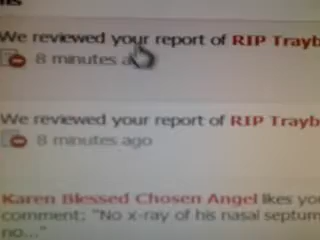 We reviewed your report of RIP Trayb
8 minutes a
We reviewed your report of RIP Trayb
8 minutes ago
Karen Blessed Chosen Angel likes yo
comment: "No x-ray of his nasal septum
no..."